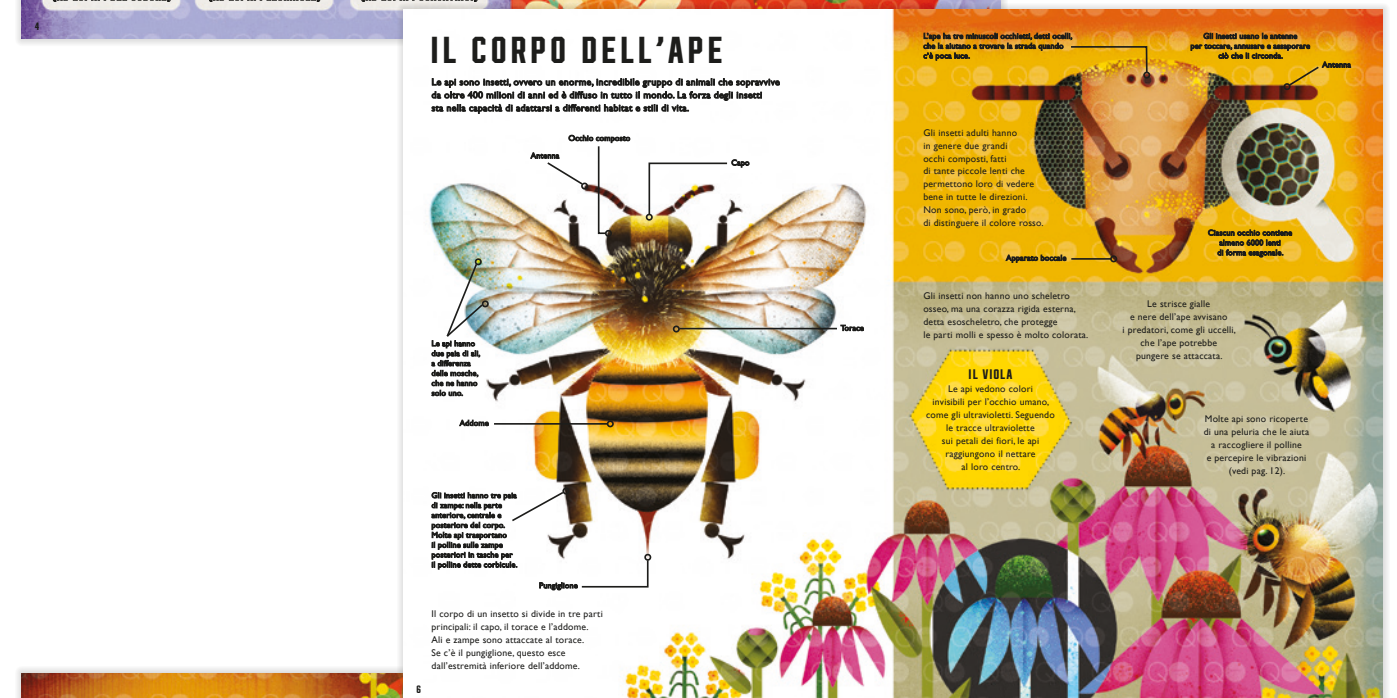 4
IL CORPO DELL'APE
Le api sono insetti, ovvero un enorme, incredibile gruppo di animali che sopravvive
da oltre 400 milioni di anni ed è diffuso in tutto il mondo. La forza degli insetti
sta nella capacità di adattarsi a differenti habitat e stili di vita.
Occhio composto
Antenna
Capo
Torace
Le api hanno
due paia di ali,
a differenza
delle mosche,
che ne hanno
solo uno.
Addome
Gli insetti hanno tre paia
di zampe: nella parte
anteriore, centrale e
posteriore del corpo.
Molte api trasportano
il polline sulle zampe
posteriori in tasche per
il polline dette corbicule.
Pungiglione
Il corpo di un insetto si divide in tre parti
principali: il capo, il torace e l'addome.
Ali e zampe sono attaccate al torace.
Se c'è il pungiglione, questo esce
dall'estremità inferiore dell'addome.
6
L'ape ha tre minuscoli occhietti, detti ocelli,
che la aiutano a trovare la strada quando
c'è poca luce.
Gli insetti usano le antenne
per toccare, annusare e assaporare
ciò che li circonda.
Antenna
Gli insetti adulti hanno
in genere due grandi
occhi composti, fatti
di tante piccole lenti che
permettono loro di vedere
bene in tutte le direzioni.
Non sono, però, in grado
di distinguere il colore rosso.
Ciascun occhio contiene
almeno 6000 lenti
di forma esagonale.
Apparato boccale
Gli insetti non hanno uno scheletro
osseo, ma una corazza rigida esterna,
detta esoscheletro, che protegge
le parti molli e spesso è molto colorata.
Le strisce gialle
e nere dell'ape avvisano
i predatori, come gli uccelli,
che l'ape potrebbe
pungere se attaccata.
IL VIOLA
Le api vedono colori
invisibili per l'occhio umano,
come gli ultravioletti. Seguendo
le tracce ultraviolette
sui petali dei fiori, le api
raggiungono il nettare
al loro centro.
Molte api sono ricoperte
di una peluria che le aiuta
a raccogliere il polline
e percepire le vibrazioni
(vedi pag. 12).